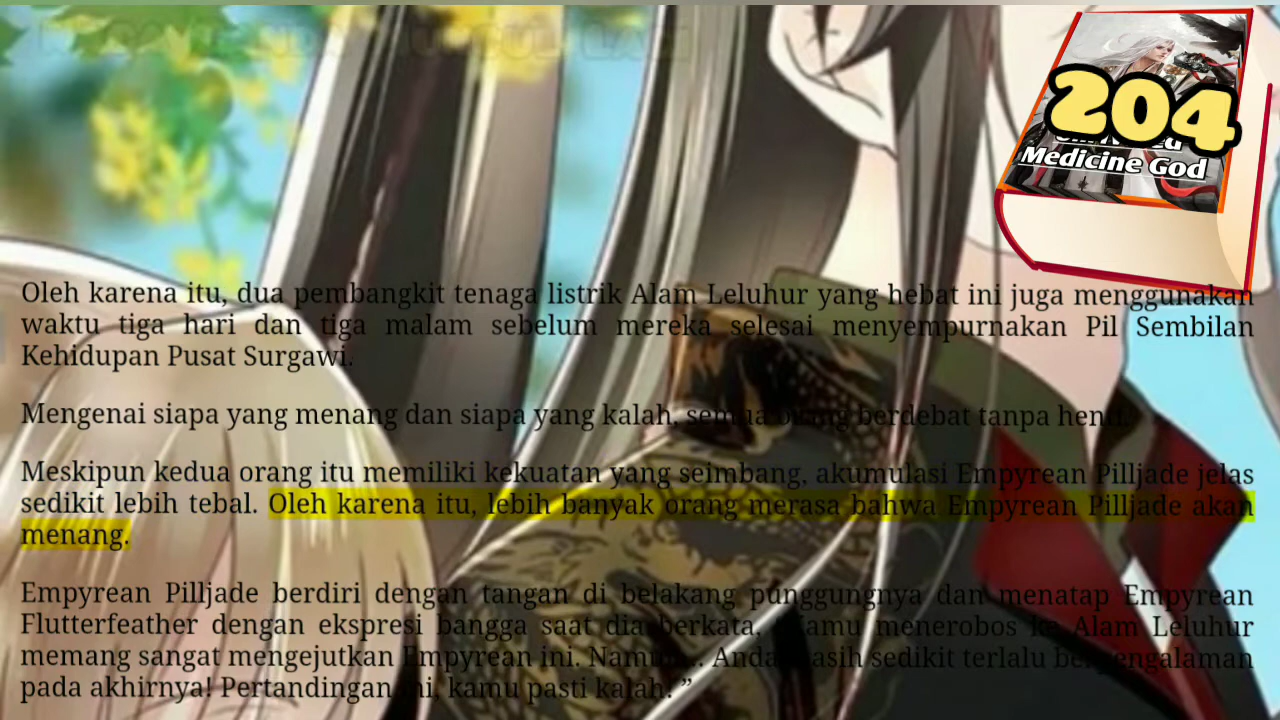 204
Medicine God
Oleh karena itu, dua pembangkit tenaga listrik Alam Leluhur yang hebat ini juga menggunakan
waktu tiga hari dan tiga malam sebelum mereka selesai menyempurnakan Pil Sembilan
Kehidupan Pusat Surgawi.
Mengenai siapa yang menang dan siapa yang kalah, semua orang berdebat tanpa henti.
Meskipun kedua orang itu memiliki kekuatan yang seimbang, akumulasi Empyrean Pilljade jelas
sedikit lebih tebal. Oleh karena itu, lebih banyak orang merasa bahwa Empyrean Pilljade akan
menang.
Empyrean Pilljade berdiri dengan tangan di belakang punggungnya dan menatap Empyrean
Flutterfeather dengan ekspresi bangga saat dia berkata, “Kamu menerobos ke Alam Leluhur
memang sangat mengejutkan Empyrean ini. Namun... Anda masih sedikit terlalu berpengalaman
pada akhirnya! Pertandingan ini, kamu pasti kalah! ”